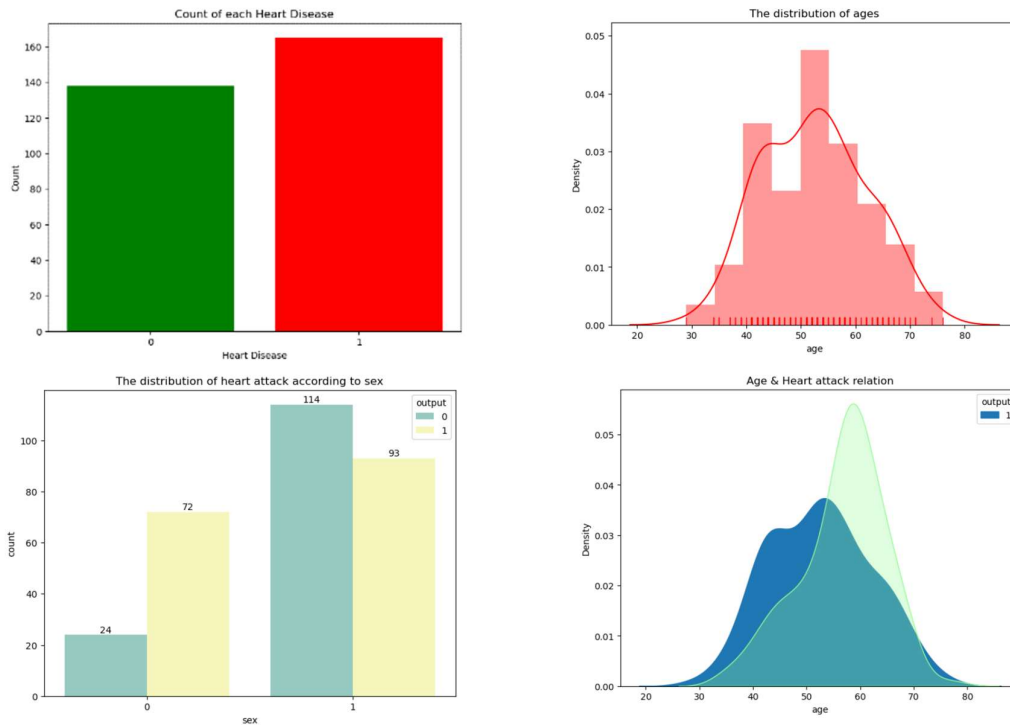 Count of each Heart Disease
160
140
120
100
80
60
40
20
0
Count
0 1
Heart Disease
The distribution of ages
0.05
0.04
0.03
0.02
0.01
0.00
Density
20 30 40 50 60 70 80
age
The distribution of heart attack according to sex
output
0
1
100
80
60
40
20
0
count
24
72
114
93
0 1
sex
Age & Heart attack relation
output
1
0.05
0.04
0.03
0.02
0.01
0.00
Density
20 30 40 50 60 70 80
age